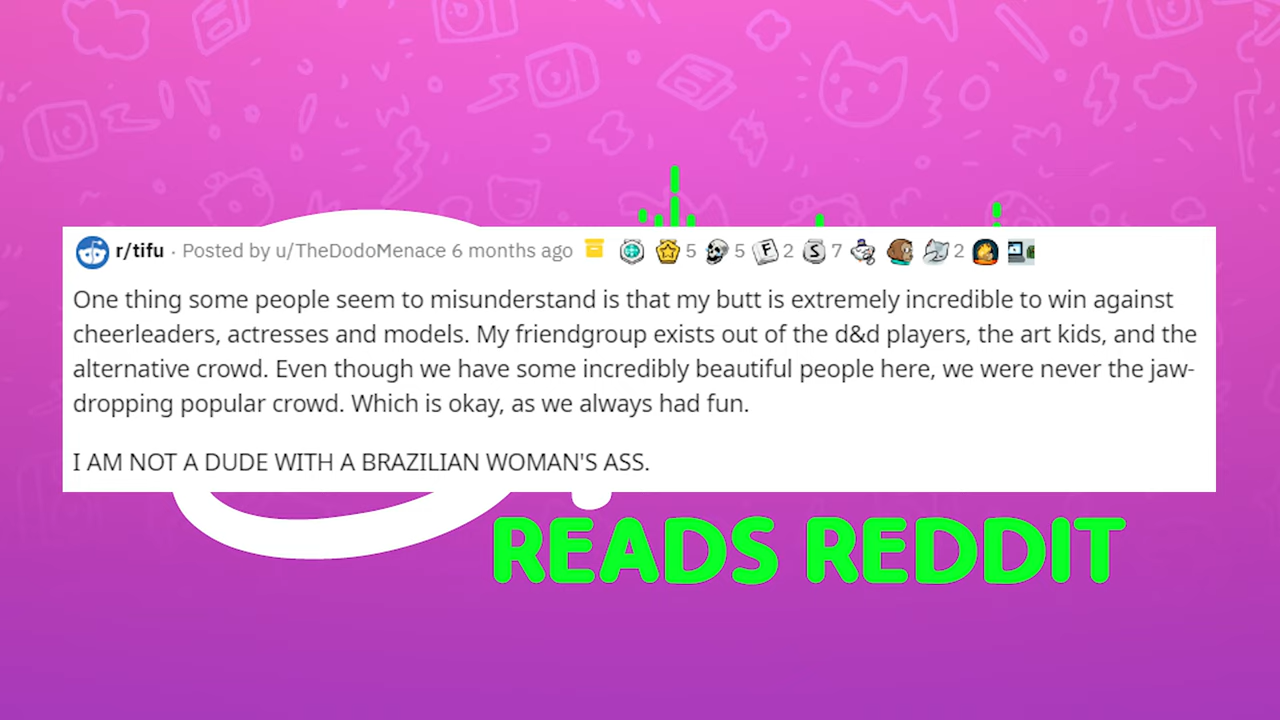 r/tifu · Posted by u/TheDodoMenace 6 months ago 5 5 F 2 S 7 2
One thing some people seem to misunderstand is that my butt is extremely incredible to win against
cheerleaders, actresses and models. My friendgroup exists out of the d&d players, the art kids, and the
alternative crowd. Even though we have some incredibly beautiful people here, we were never the jaw-
dropping popular crowd. Which is okay, as we always had fun.
I AM NOT A DUDE WITH A BRAZILIAN WOMAN'S ASS.
READS REDDIT